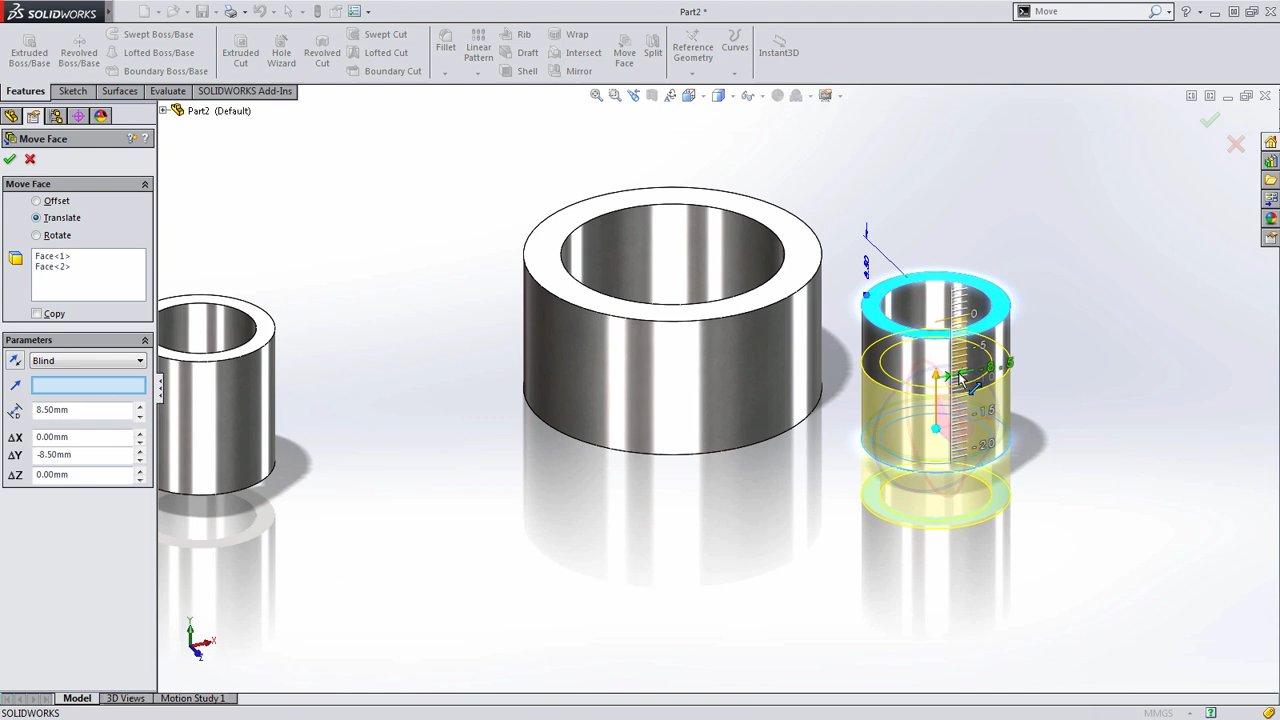 SOLIDWORKS
Part2 *
Move
Extruded Boss/Base
Revolved Boss/Base
Swept Boss/Base
Lofted Boss/Base
Boundary Boss/Base
Extruded Cut
Hole Wizard
Revolved Cut
Swept Cut
Lofted Cut
Boundary Cut
Fillet
Linear Pattern
Rib
Draft
Shell
Wrap
Intersect
Mirror
Move Face
Split
Reference Geometry
Curves
Instant3D
Features
Sketch
Surfaces
Evaluate
SOLIDWORKS Add-Ins
Part2 (Default)
Move Face
Move Face
Offset
Translate
Rotate
Face<1>
Face<2>
Copy
Parameters
Blind
8.50mm
ΔX
0.00mm
ΔY
-8.50mm
ΔZ
0.00mm
0
5
-8.5
-15
-20
Y
X
Z
Model
3D Views
Motion Study 1
SOLIDWORKS
MMGS